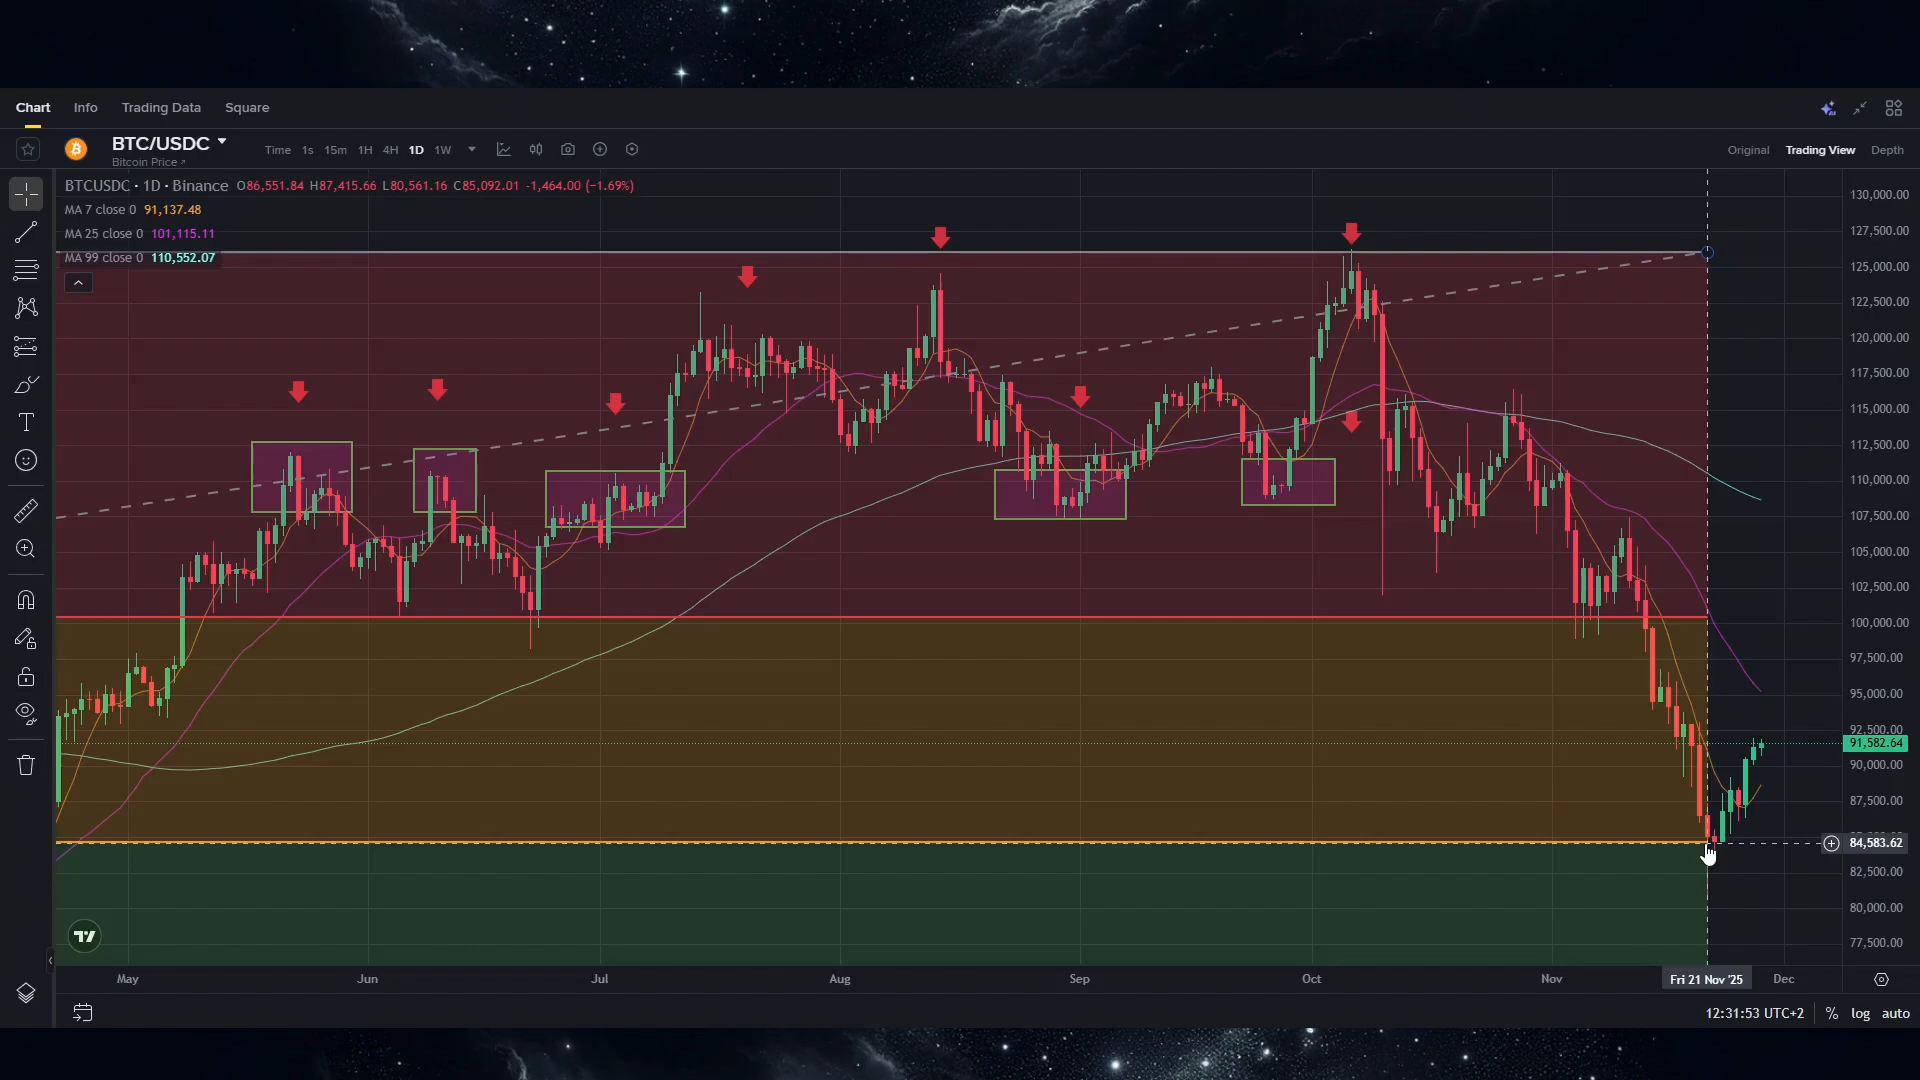 Chart Info Trading Data Square
BTC/USDC
Bitcoin Price
Time 1s 15m 1H 4H 1D 1W
Original Trading View Depth
BTCUSDC · 1D · Binance O86,551.84 H87,415.66 L80,561.16 C85,092.01 -1,464.00 (−1.69%)
MA 7 close 0 91,137.48
MA 25 close 0 101,115.11
MA 99 close 0 110,552.07
130,000.00
127,500.00
125,000.00
122,500.00
120,000.00
117,500.00
115,000.00
112,500.00
110,000.00
107,500.00
105,000.00
102,500.00
100,000.00
97,500.00
95,000.00
92,500.00
91,582.64
90,000.00
87,500.00
84,583.62
82,500.00
80,000.00
77,500.00
May Jun Jul Aug Sep Oct Nov Fri 21 Nov '25 Dec
12:31:53 UTC+2 % log auto